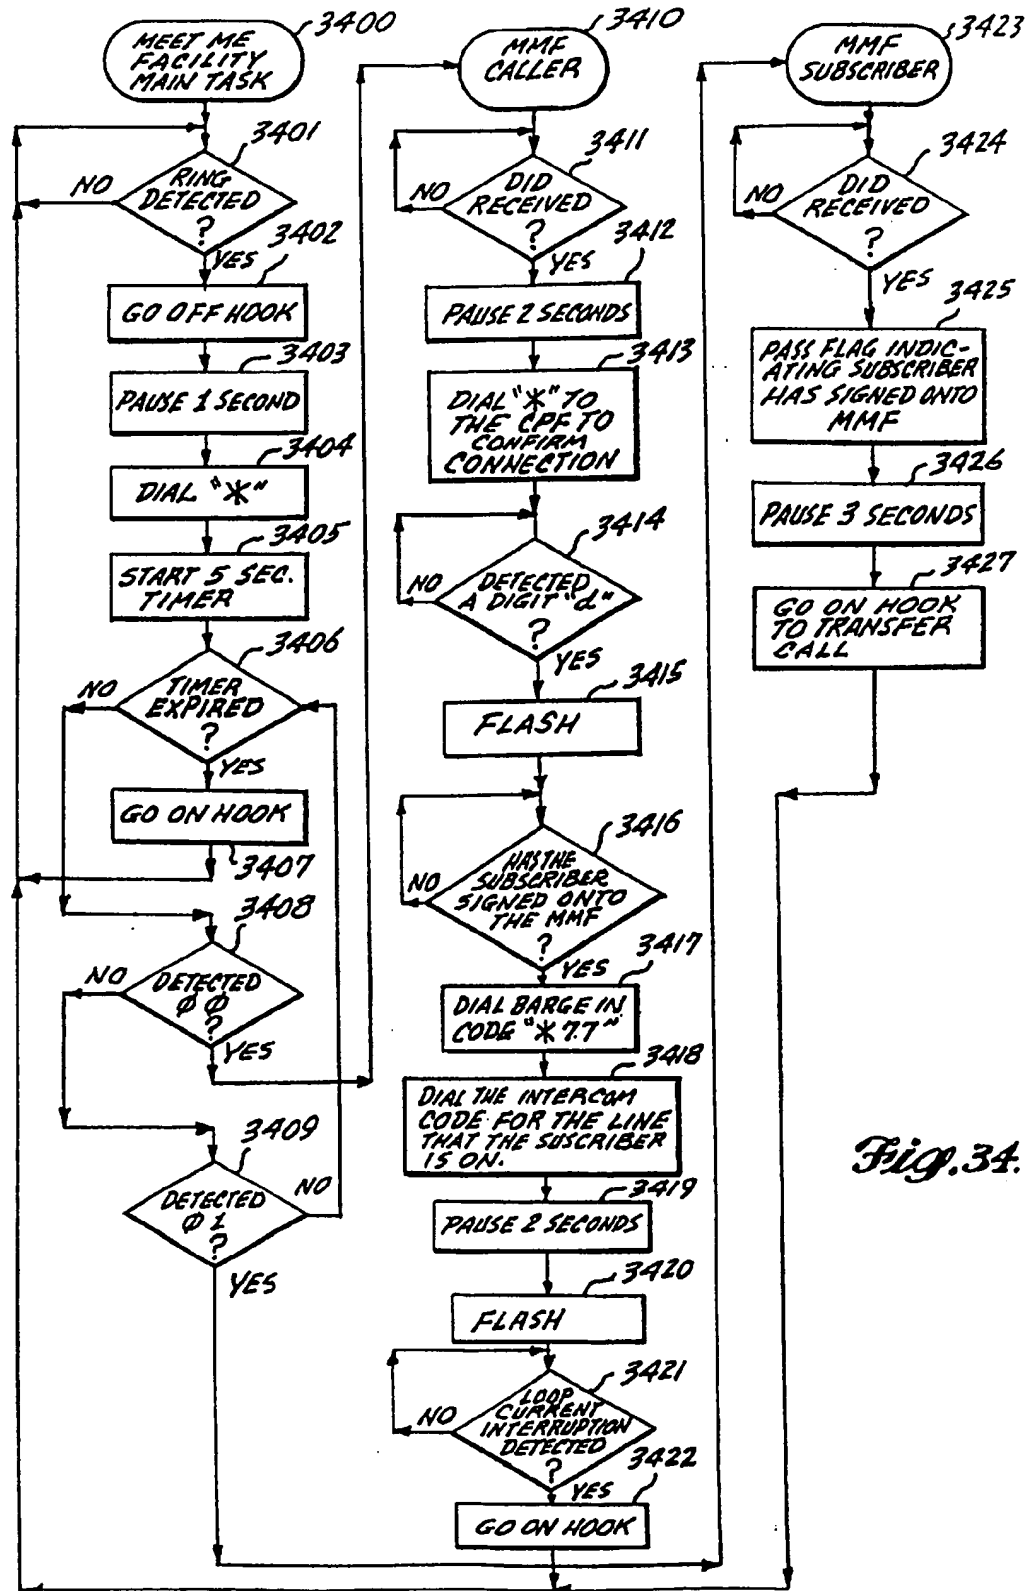 3400
MEET ME
FACILITY
MAIN TASK
3401
RING
DETECTED
?
NO
YES
3402
GO OFF HOOK
3403
PAUSE 1 SECOND
3404
DIAL "*"
3405
START 5 SEC.
TIMER
3406
TIMER
EXPIRED
?
NO
YES
GO ON HOOK
3407
3408
DETECTED
φ φ
?
NO
YES
3409
DETECTED
φ 1
?
NO
YES
3410
MMF
CALLER
3411
DID
RECEIVED
?
NO
YES
3412
PAUSE 2 SECONDS
3413
DIAL "*" TO
THE CPF TO
CONFIRM
CONNECTION
3414
DETECTED
A DIGIT "d"
?
NO
YES
3415
FLASH
3416
HAS THE
SUBSCRIBER
SIGNED ONTO
THE MMF
?
NO
YES
3417
DIAL BARGE IN
CODE "*77"
3418
DIAL THE INTERCOM
CODE FOR THE LINE
THAT THE SUSCRIBER
IS ON.
3419
PAUSE 2 SECONDS
3420
FLASH
3421
LOOP
CURRENT
INTERRUPTION
DETECTED
?
NO
YES
3422
GO ON HOOK
3423
MMF
SUBSCRIBER
3424
DID
RECEIVED
?
NO
YES
3425
PASS FLAG INDIC-
ATING SUBSCRIBER
HAS SIGNED ONTO
MMF
3426
PAUSE 3 SECONDS
3427
GO ON HOOK
TO TRANSFER
CALL
Fig. 34.